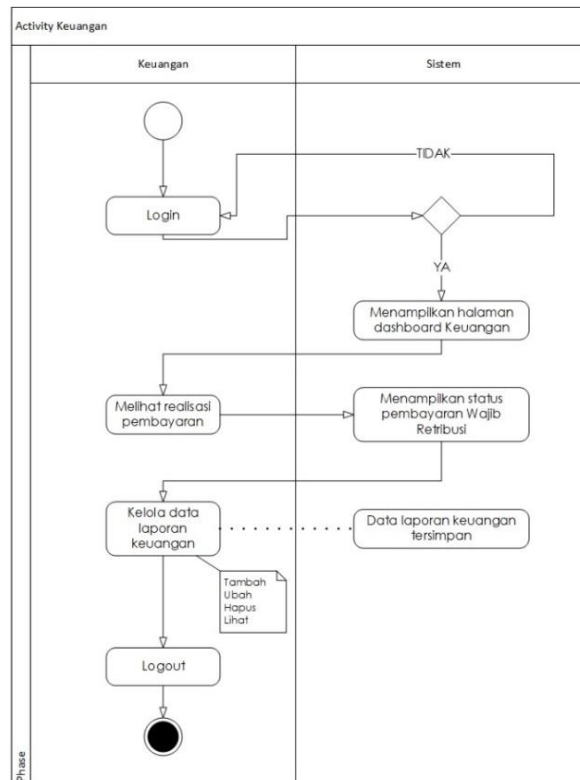 Activity Keuangan
Keuangan
Sistem
TIDAK
Login
YA
Menampilkan halaman
dashboard Keuangan
Melihat realisasi
pembayaran
Menampilkan status
pembayaran Wajib
Retribusi
Kelola data
laporan
keuangan
Data laporan keuangan
tersimpan
Tambah
Ubah
Hapus
Lihat
Logout
Phase